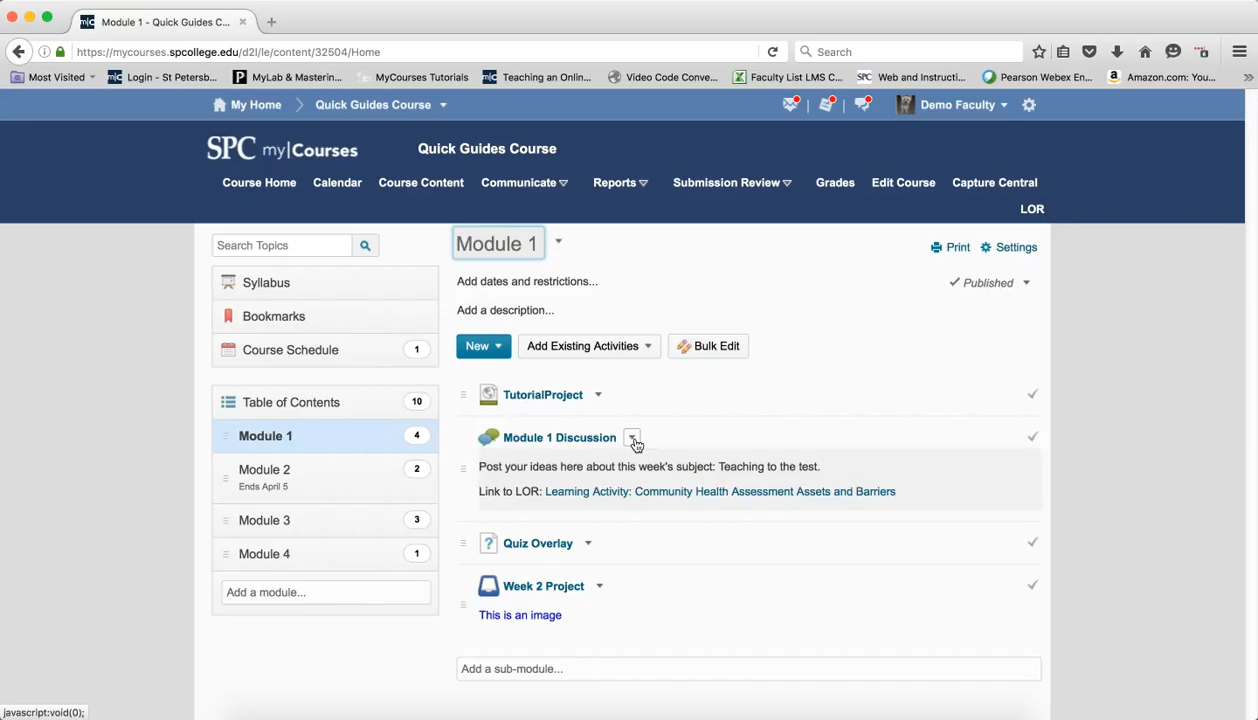 Module 1 - Quick Guides C...
https://mycourses.spcollege.edu/d2l/le/content/32504/Home
Search
Most Visited
Login - St Petersb...
MyLab & Masterin...
MyCourses Tutorials
Teaching an Onlin...
Video Code Conve...
Faculty List LMS C...
Web and Instructi...
Pearson Webex En...
Amazon.com: You...
My Home
Quick Guides Course
Demo Faculty
SPC my|Courses
Quick Guides Course
Course Home
Calendar
Course Content
Communicate
Reports
Submission Review
Grades
Edit Course
Capture Central
LOR
Search Topics
Syllabus
Bookmarks
Course Schedule 1
Table of Contents 10
Module 1 4
Module 2 2
Ends April 5
Module 3 3
Module 4 1
Add a module...
Module 1
Print
Settings
Add dates and restrictions...
Published
Add a description...
New
Add Existing Activities
Bulk Edit
TutorialProject
Module 1 Discussion
Post your ideas here about this week's subject: Teaching to the test.
Link to LOR: Learning Activity: Community Health Assessment Assets and Barriers
Quiz Overlay
Week 2 Project
This is an image
Add a sub-module...
javascript:void(0);